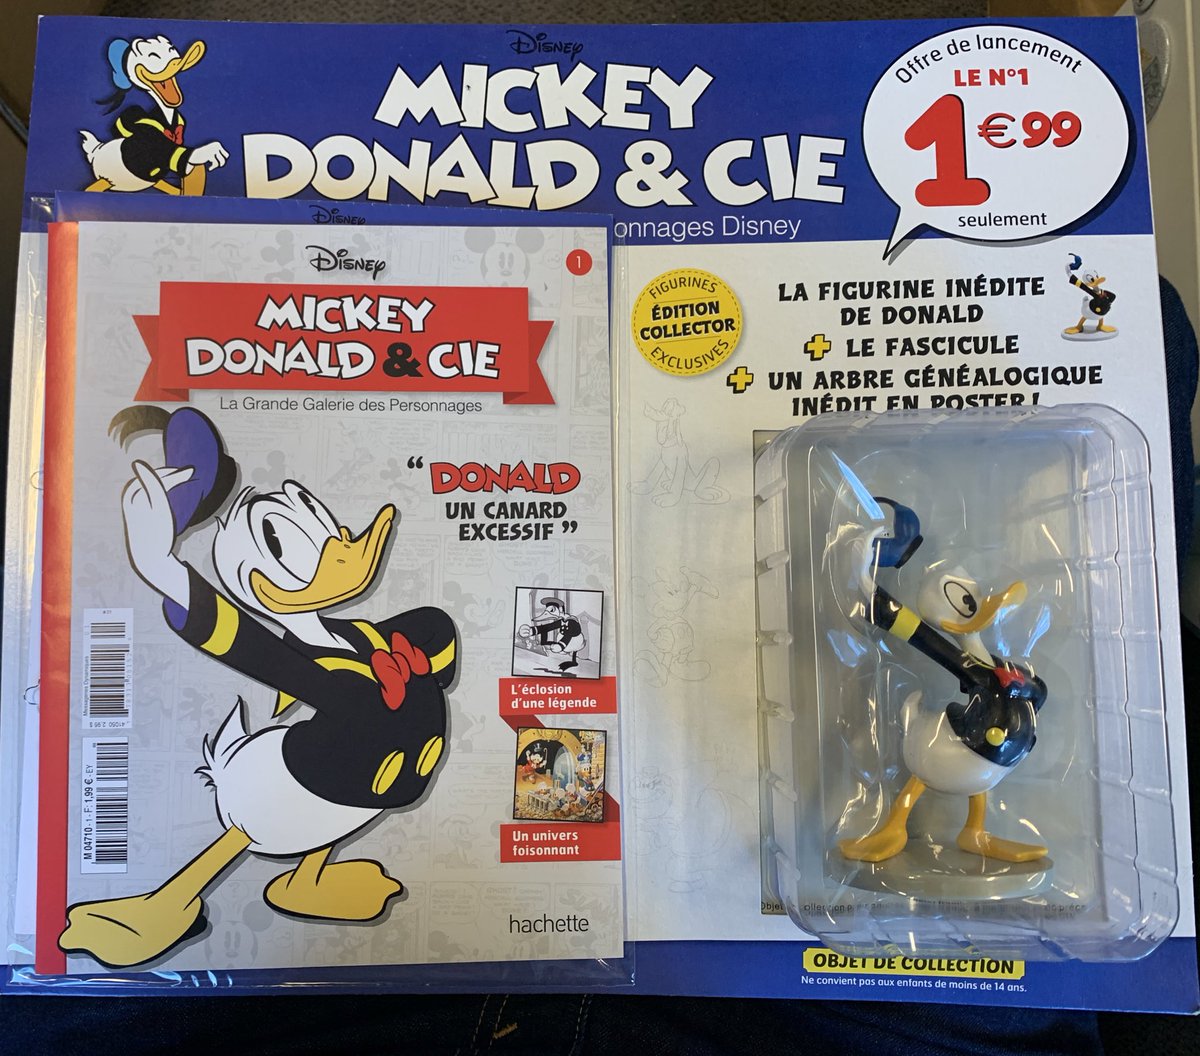 Disney
MICKEY
DONALD & CIE
onnages Disney
Offre de lancement
LE N°1
1€99
seulement
FIGURINES
ÉDITION
COLLECTOR
EXCLUSIVES
LA FIGURINE INÉDITE
DE DONALD
+ LE FASCICULE
+ UN ARBRE GÉNÉALOGIQUE
INÉDIT EN POSTER !
Disney
Disney
1
MICKEY
DONALD & CIE
La Grande Galerie des Personnages
“DONALD
UN CANARD
EXCESSIF”
L'éclosion
d'une légende
Un univers
foisonnant
M 04710 - 1 - F: 1,99 € - EY
hachette
OBJET DE COLLECTION
Ne convient pas aux enfants de moins de 14 ans.